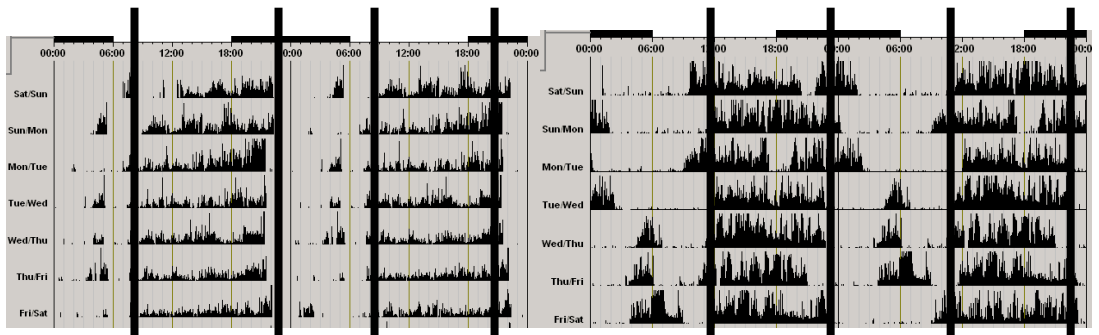 00:00 06:00 12:00 18:00 00:00 06:00 12:00 18:00 00:00
Sat/Sun
Sun/Mon
Mon/Tue
Tue/Wed
Wed/Thu
Thu/Fri
Fri/Sat
00:00 06:00 18:00 06:00 12:00 18:00
Sat/Sun
Sun/Mon
Mon/Tue
Tue/Wed
Wed/Thu
Thu/Fri
Fri/Sat